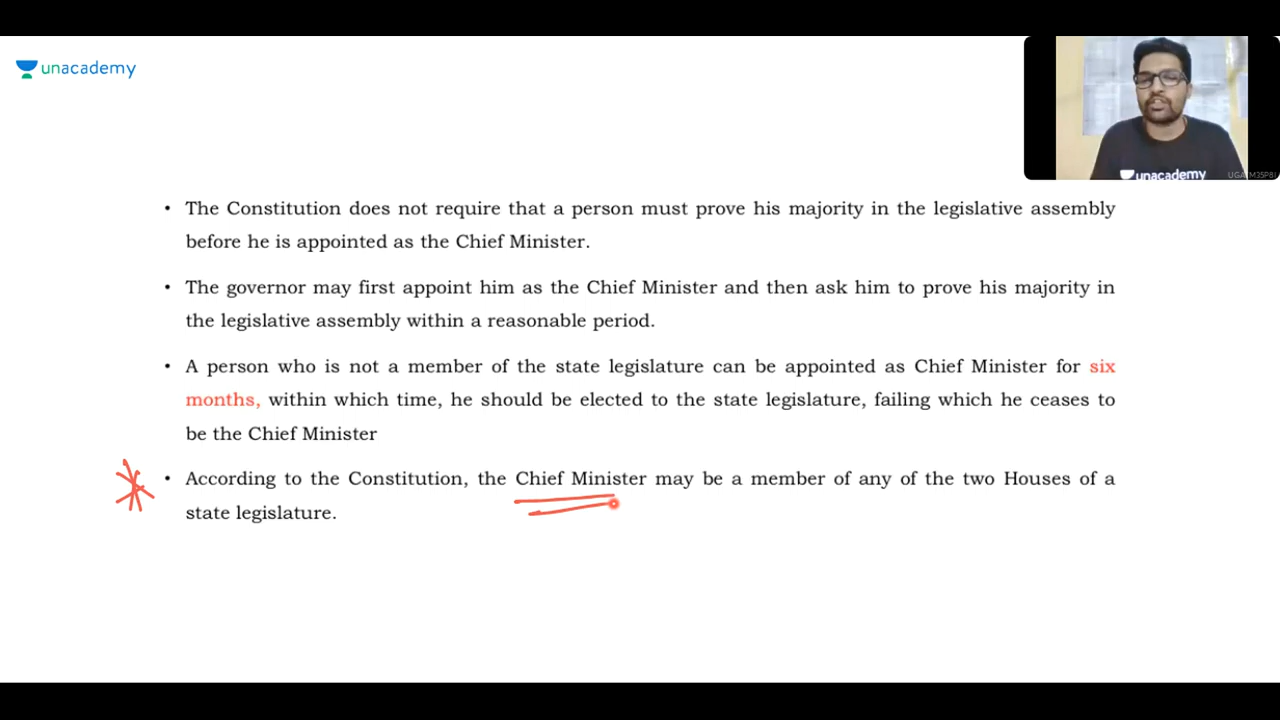 unacademy
unacademy
• The Constitution does not require that a person must prove his majority in the legislative assembly
before he is appointed as the Chief Minister.
• The governor may first appoint him as the Chief Minister and then ask him to prove his majority in
the legislative assembly within a reasonable period.
• A person who is not a member of the state legislature can be appointed as Chief Minister for six
months, within which time, he should be elected to the state legislature, failing which he ceases to
be the Chief Minister
• According to the Constitution, the Chief Minister may be a member of any of the two Houses of a
state legislature.